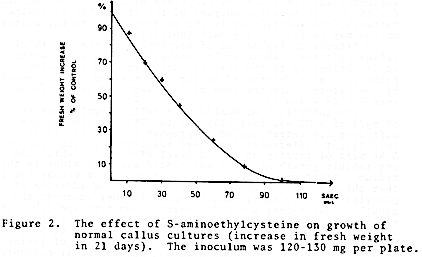 %
90
70
50
30
10
FRESH WEIGHT INCREASE
% OF CONTROL
10 30 40 60 70 90 110 SAEC
Figure 2. The effect of S-aminoethylcysteine on growth of
normal callus cultures (increase in fresh weight
in 21 days). The inoculum was 120-130 mg per plate.